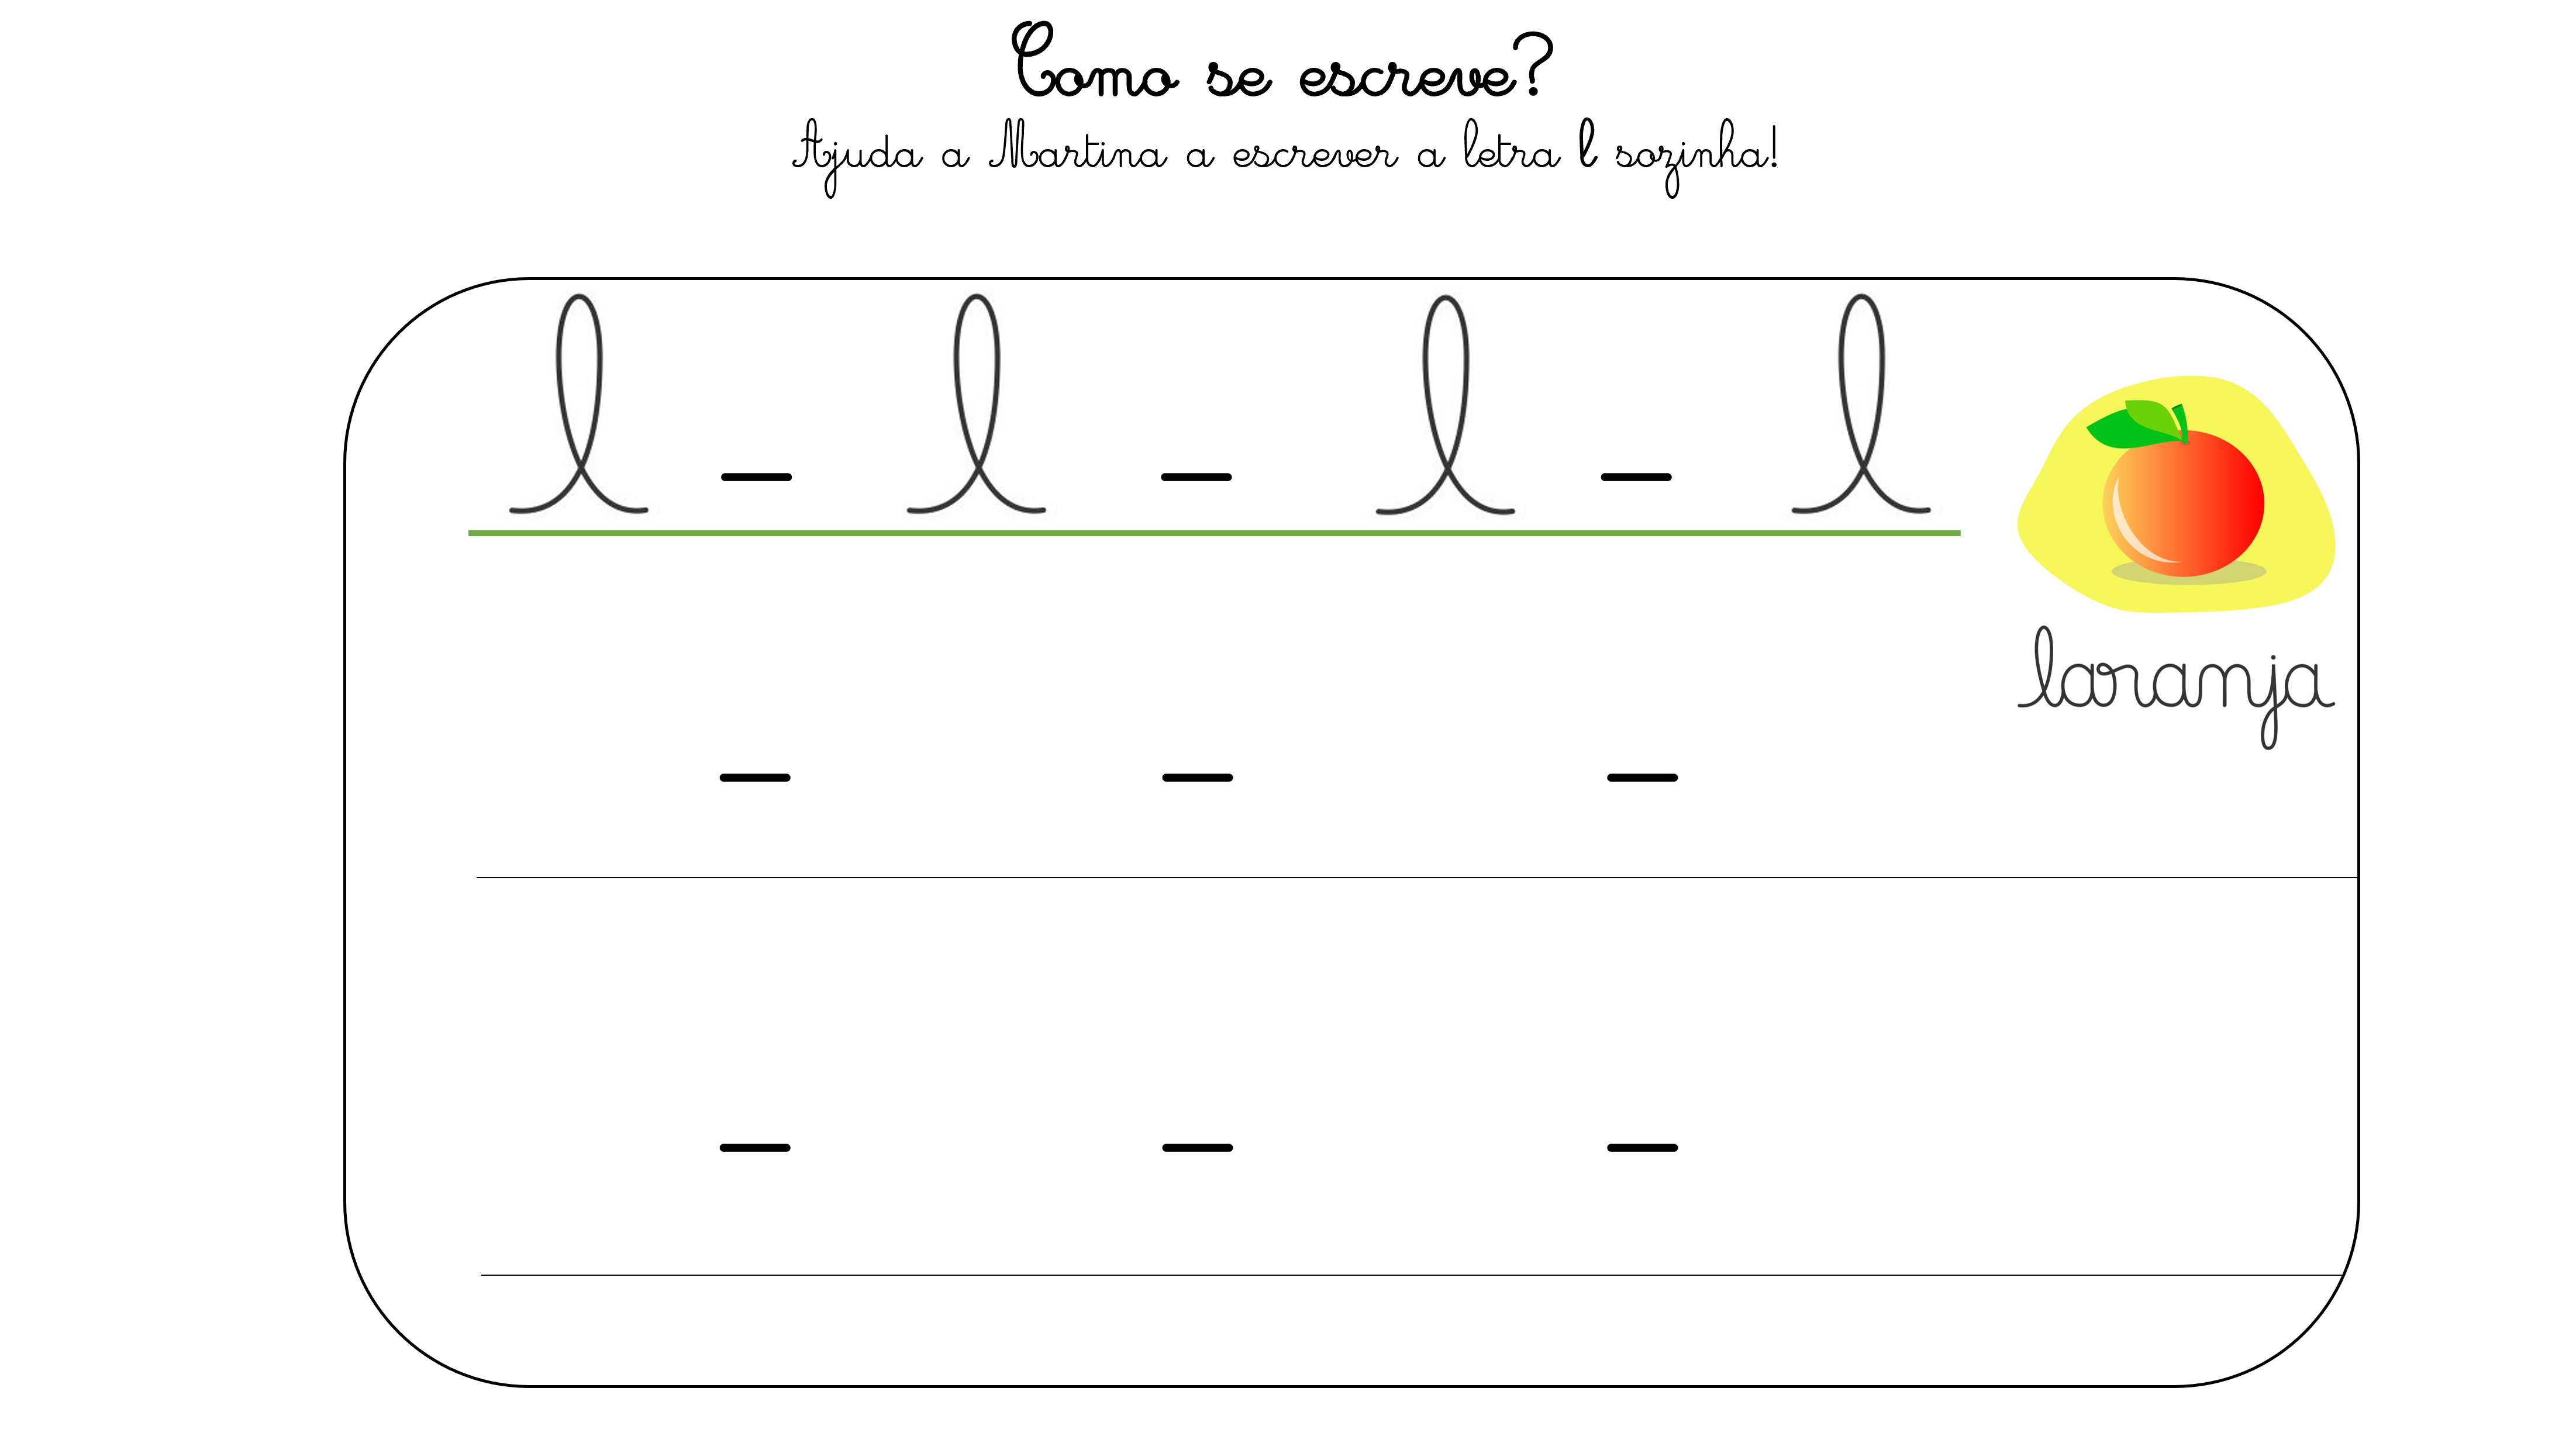 Como se escreve?
Ajuda a Martina a escrever a letra l sozinha!
l - l - l - l
laranja
- - -
- - -